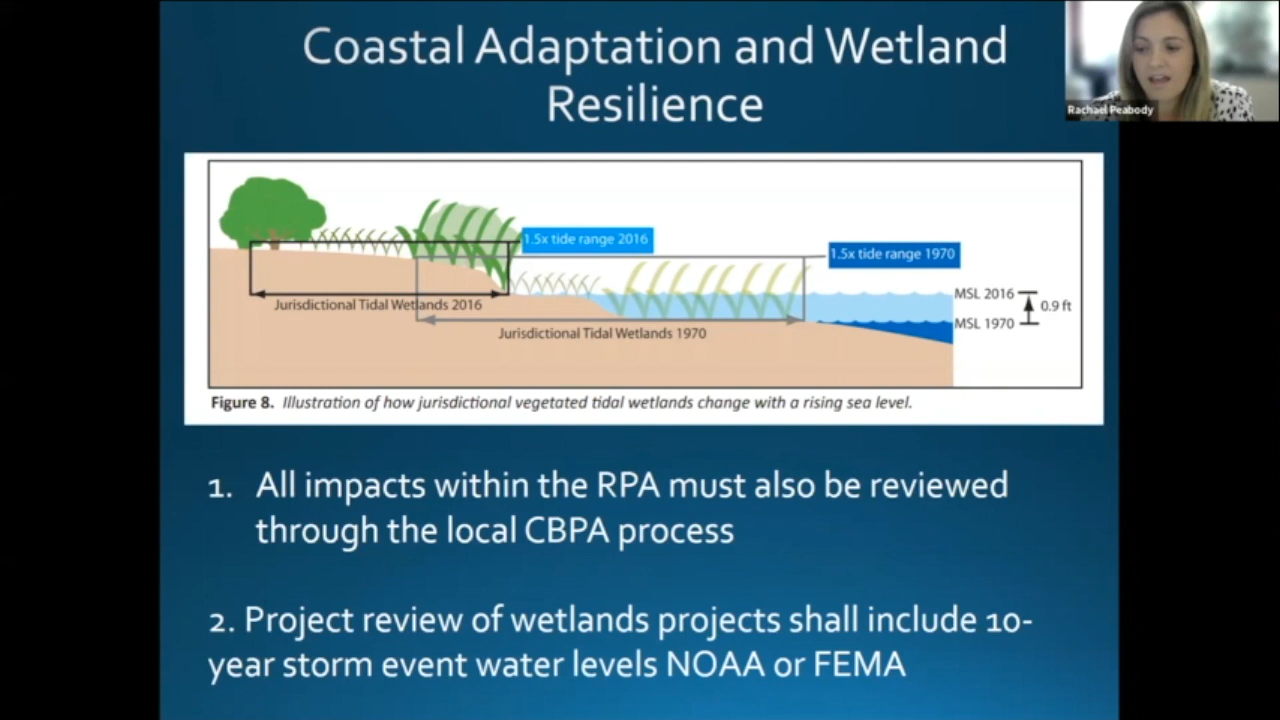 Coastal Adaptation and Wetland
Resilience
Rachael Peabody
1.5x tide range 2016
1.5x tide range 1970
MSL 2016
0.9 ft
Jurisdictional Tidal Wetlands 2016
MSL 1970
Jurisdictional Tidal Wetlands 1970
Figure 8. Illustration of how jurisdictional vegetated tidal wetlands change with a rising sea level.
1. All impacts within the RPA must also be reviewed
through the local CBPA process
2. Project review of wetlands projects shall include 10-
year storm event water levels NOAA or FEMA